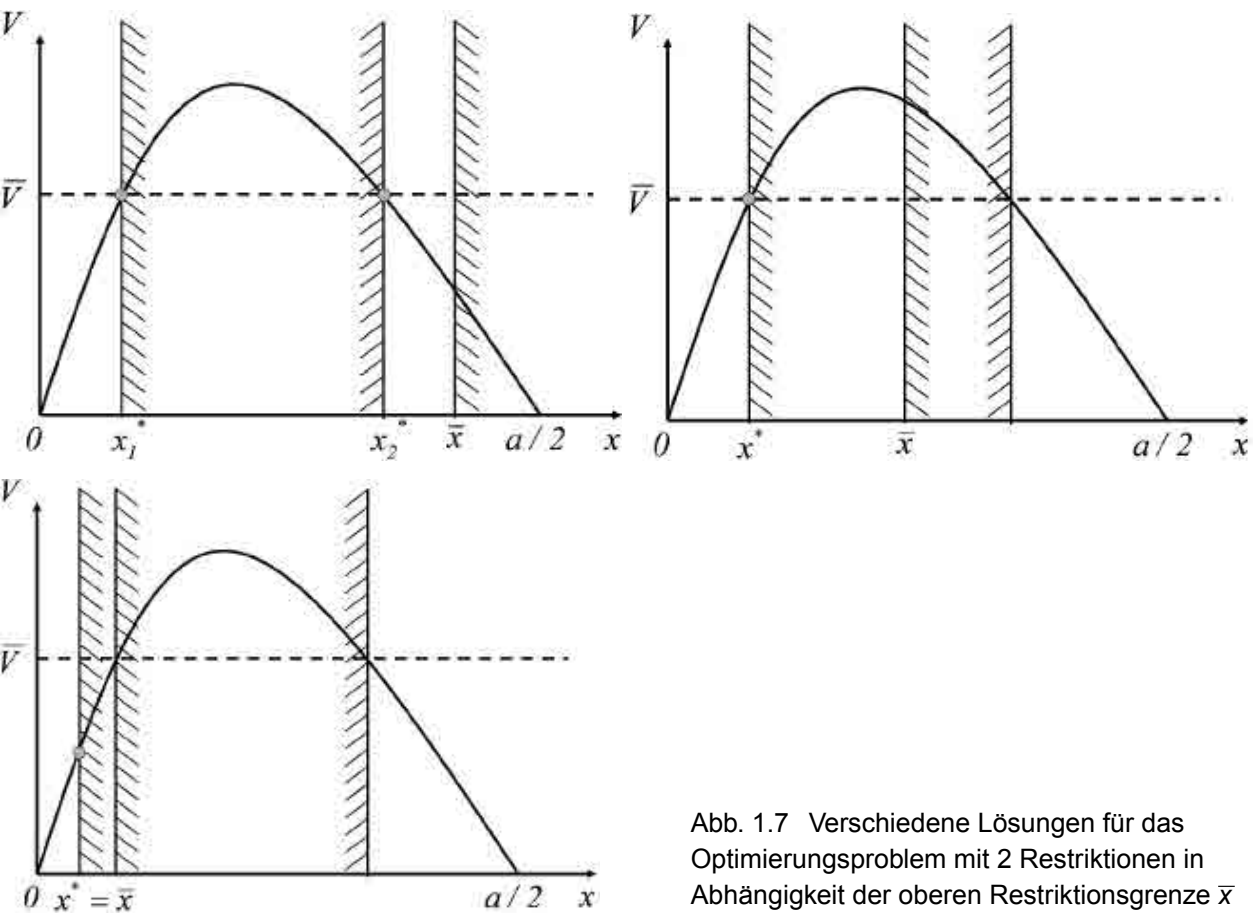 V
V̅
0 x₁* x₂* x̅ a / 2 x
V
V̅
0 x* x̅ a / 2 x
V
V̅
0 x* = x̅ a / 2 x
Abb. 1.7 Verschiedene Lösungen für das
Optimierungsproblem mit 2 Restriktionen in
Abhängigkeit der oberen Restriktionsgrenze x̅